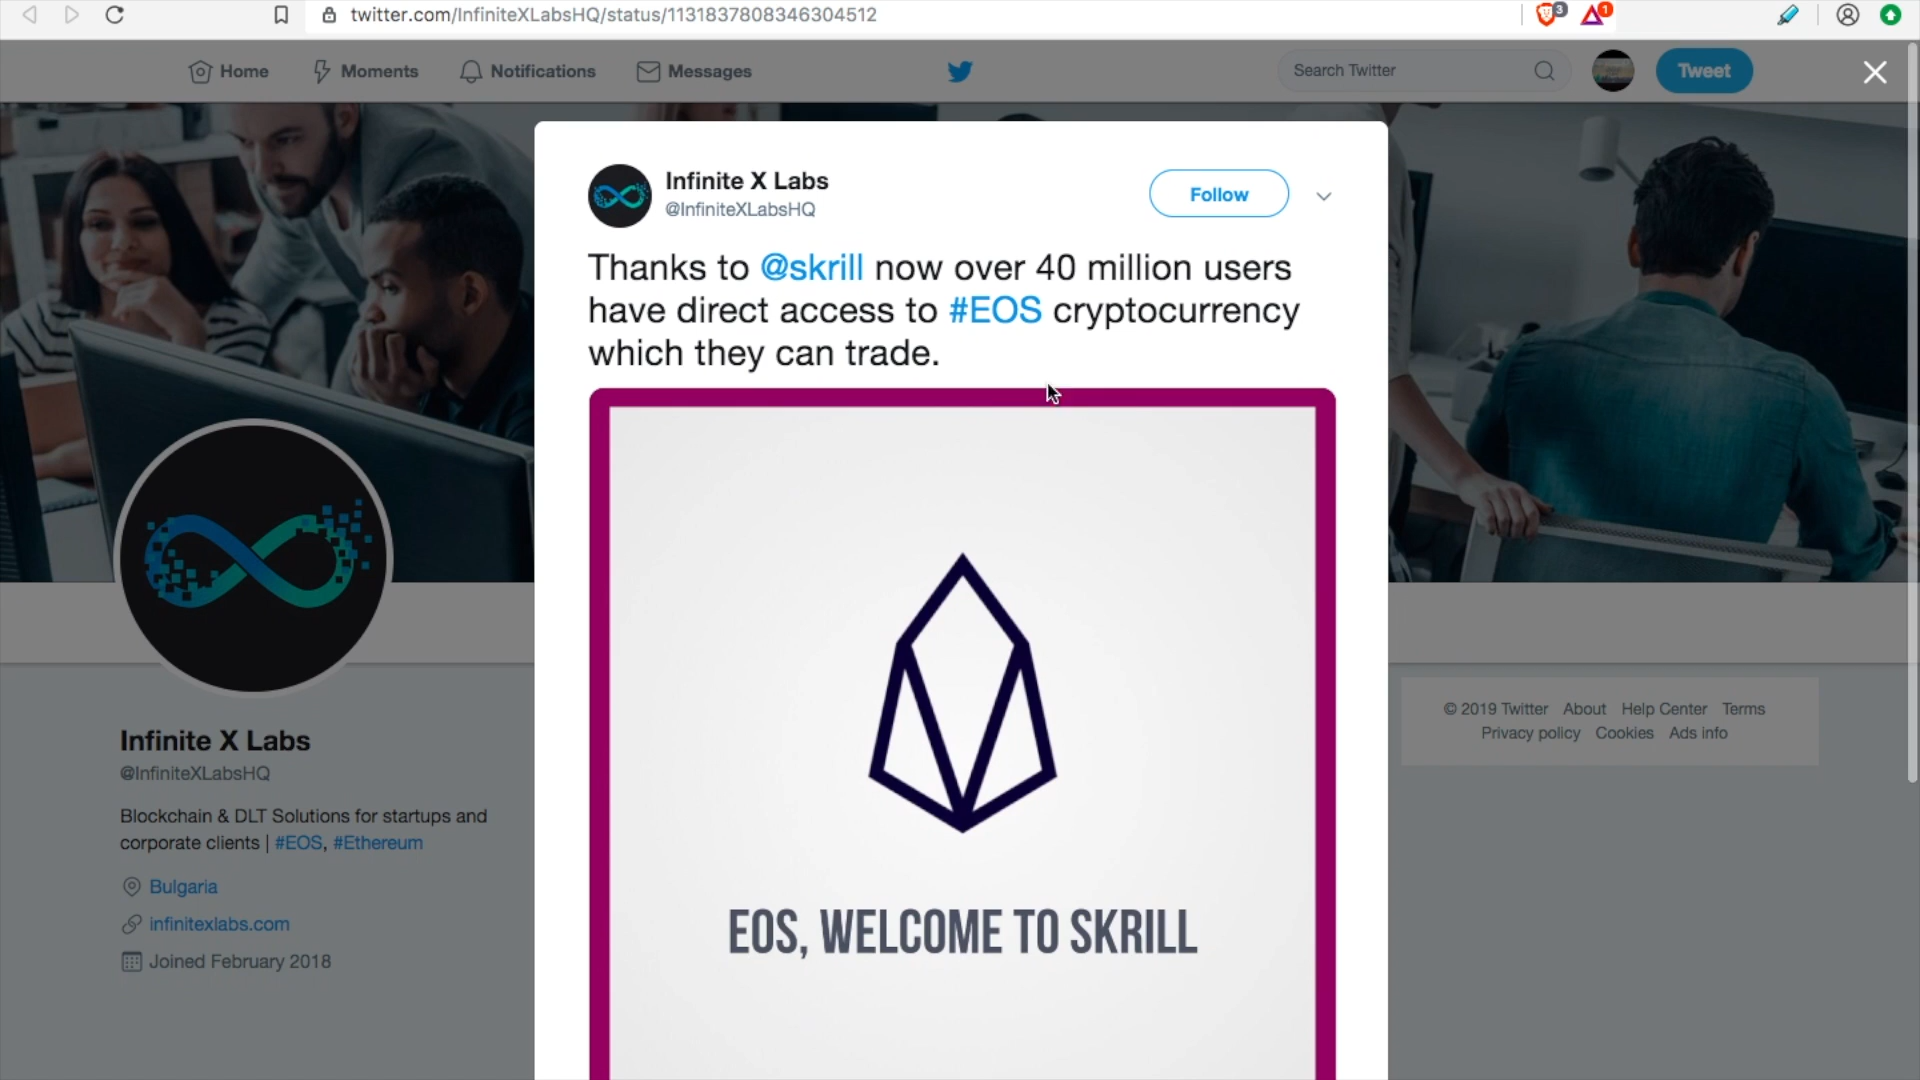 twitter.com/InfiniteXLabsHQ/status/1131837808346304512
3
1
Home
Moments
Notifications
Messages
Search Twitter
Tweet
Infinite X Labs
@InfiniteXLabsHQ
Follow
Thanks to @skrill now over 40 million users
have direct access to #EOS cryptocurrency
which they can trade.
EOS, WELCOME TO SKRILL
Infinite X Labs
@InfiniteXLabsHQ
Blockchain & DLT Solutions for startups and
corporate clients | #EOS, #Ethereum
Bulgaria
infinitexlabs.com
Joined February 2018
© 2019 Twitter About Help Center Terms
Privacy policy Cookies Ads info